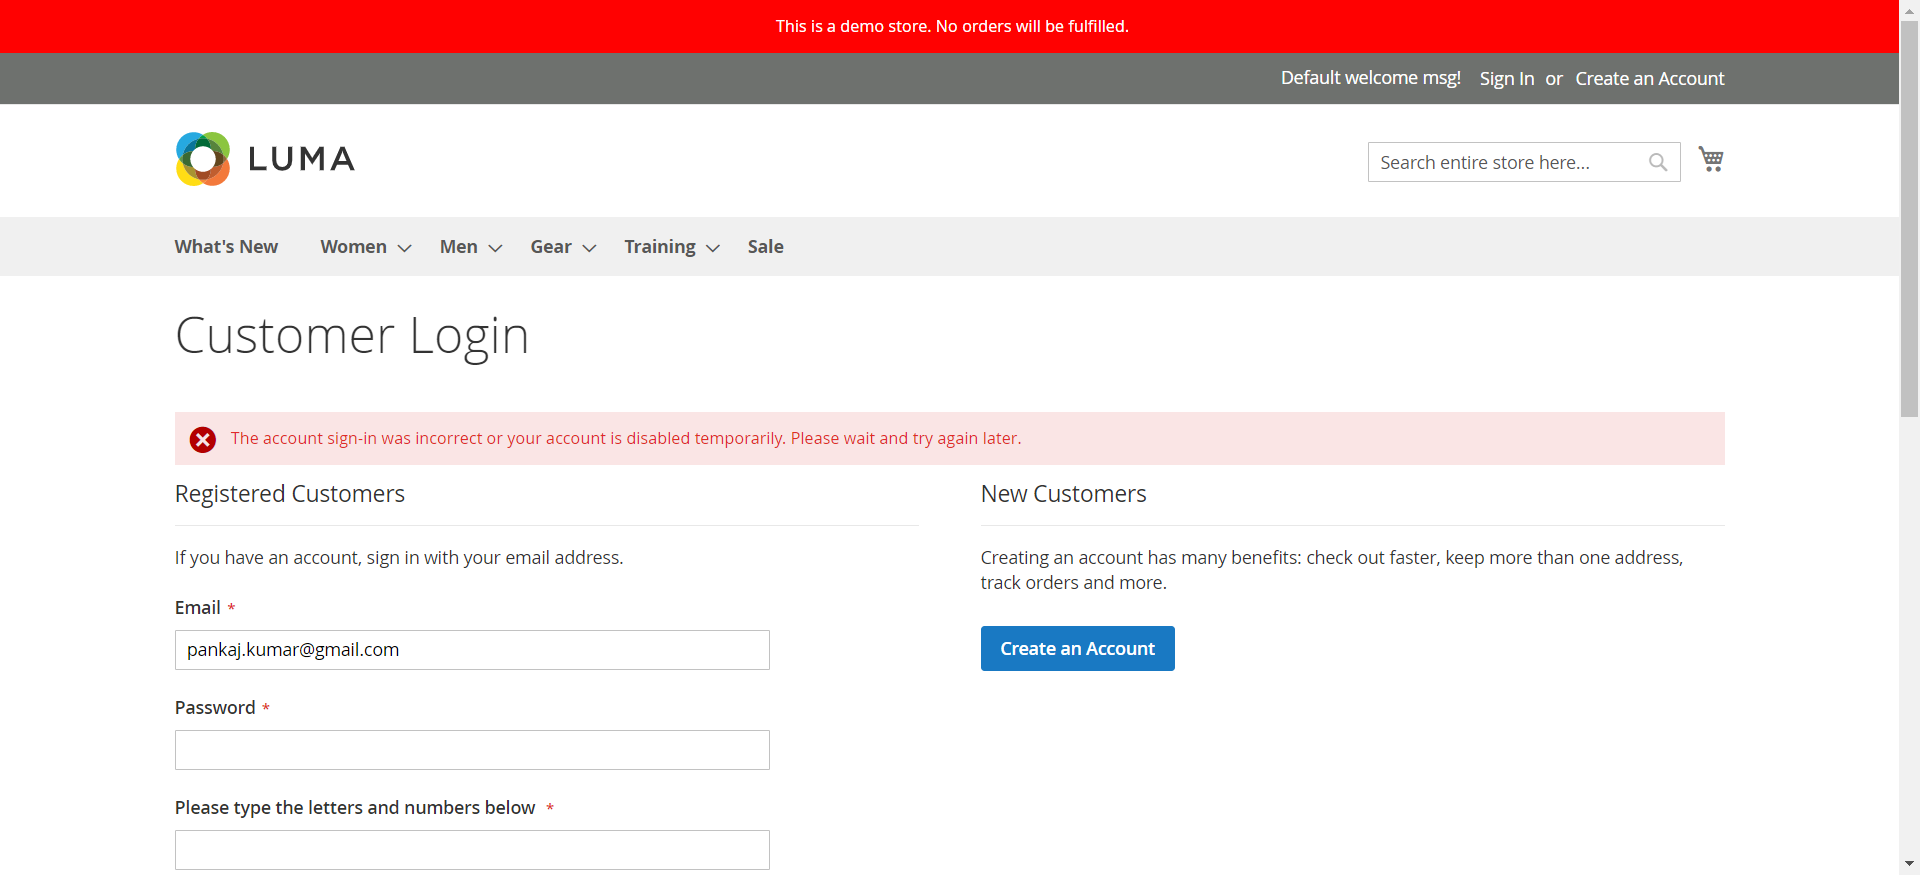 This is a demo store. No orders will be fulfilled.
Default welcome msg! Sign In or Create an Account
LUMA
Search entire store here...
What's New Women Men Gear Training Sale
Customer Login
The account sign-in was incorrect or your account is disabled temporarily. Please wait and try again later.
Registered Customers
If you have an account, sign in with your email address.
Email *
pankaj.kumar@gmail.com
Password *
Please type the letters and numbers below *
New Customers
Creating an account has many benefits: check out faster, keep more than one address,
track orders and more.
Create an Account